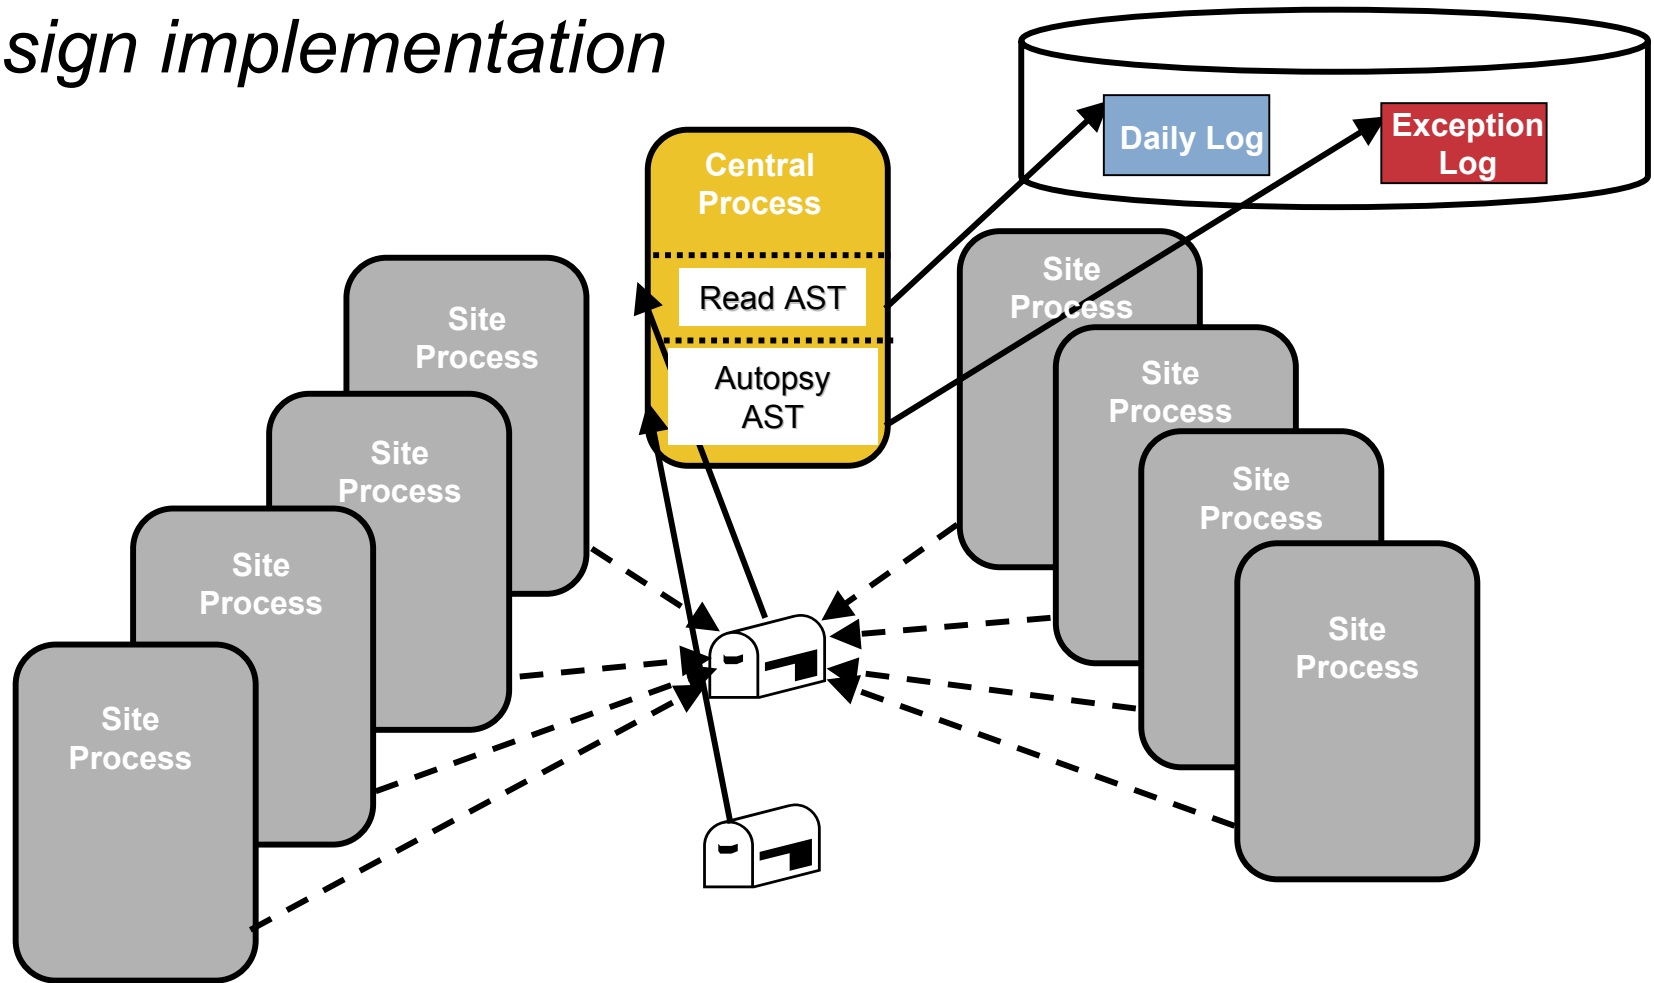 sign implementation
Daily Log
Exception
Log
Central
Process
Read AST
Autopsy
AST
Site
Process
Site
Process
Site
Process
Site
Process
Site
Process
Site
Process
Site
Process
Site
Process